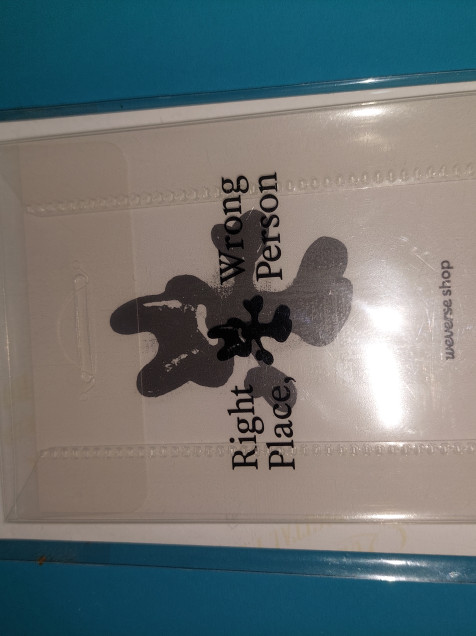 Right
Place,
Wrong
Person
weverse shop